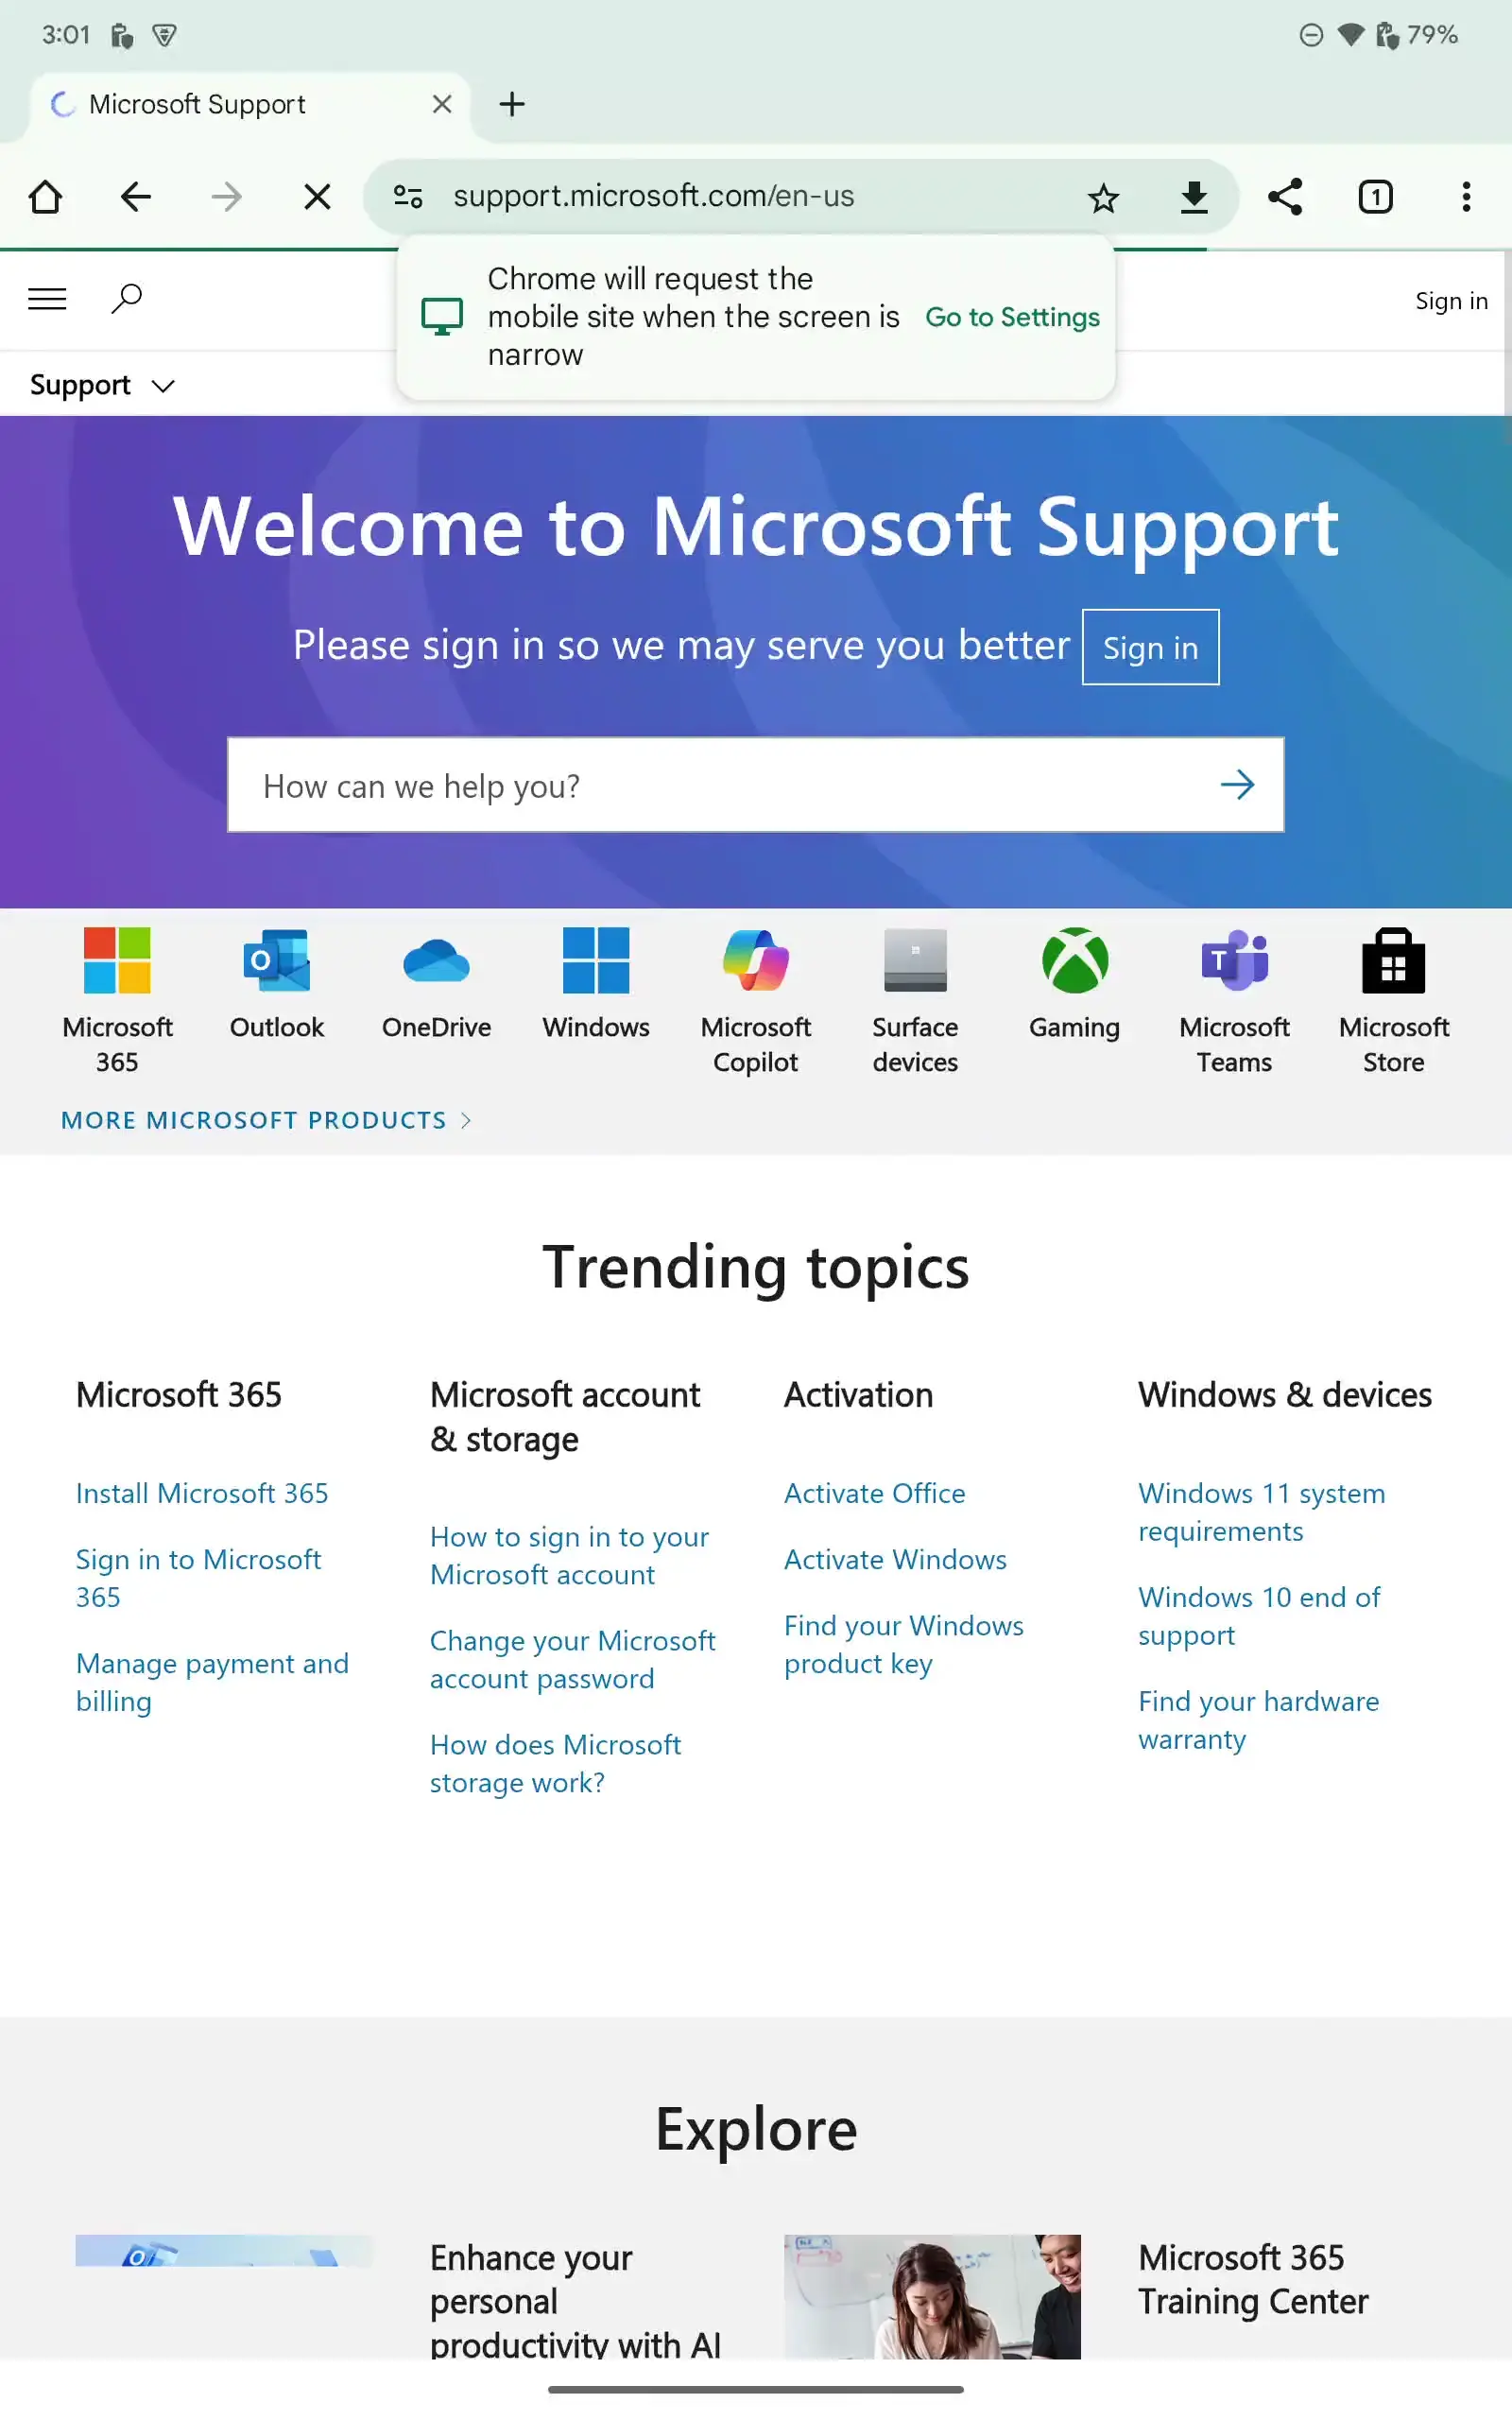 3:01
79%
Microsoft Support
support.microsoft.com/en-us
1
Chrome will request the
mobile site when the screen is
narrow
Go to Settings
Sign in
Support
Welcome to Microsoft Support
Please sign in so we may serve you better
Sign in
How can we help you?
Microsoft
365
Outlook
OneDrive
Windows
Microsoft
Copilot
Surface
devices
Gaming
Microsoft
Teams
Microsoft
Store
MORE MICROSOFT PRODUCTS
Trending topics
Microsoft 365
Install Microsoft 365
Sign in to Microsoft
365
Manage payment and
billing
Microsoft account
& storage
How to sign in to your
Microsoft account
Change your Microsoft
account password
How does Microsoft
storage work?
Activation
Activate Office
Activate Windows
Find your Windows
product key
Windows & devices
Windows 11 system
requirements
Windows 10 end of
support
Find your hardware
warranty
Explore
Enhance your
personal
productivity with AI
Microsoft 365
Training Center